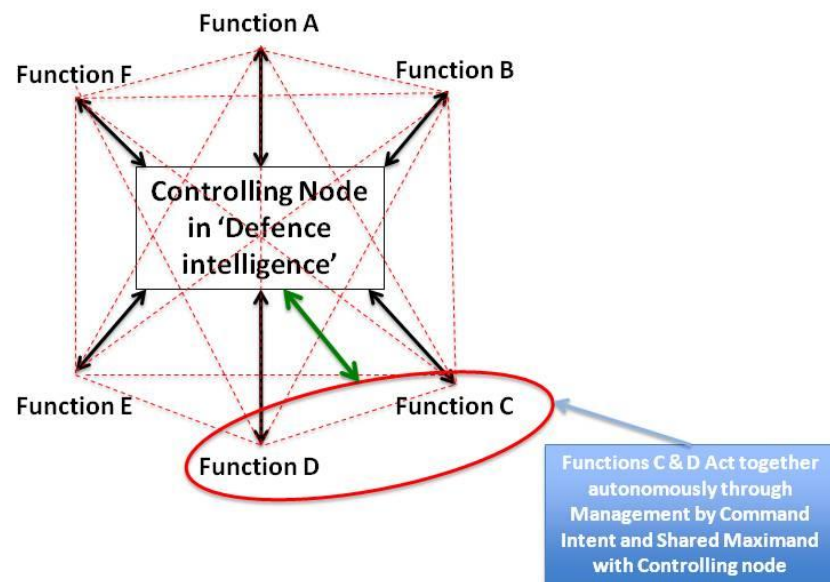 Function A
Function F
Function B
Controlling Node
in ‘Defence
intelligence’
Function E
Function C
Function D
Functions C & D Act together
autonomously through
Management by Command
Intent and Shared Maximand
with Controlling node